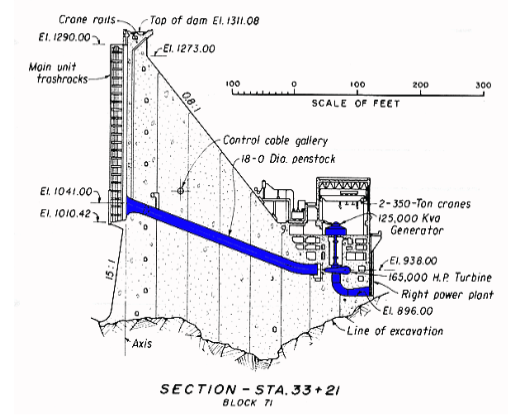 Crane rails
Top of dam El. 1311.08
El. 1290.00
El. 1273.00
Main unit
trashracks
100 0 100 200 300
SCALE OF FEET
0.8:1
Control cable gallery
18-0 Dia. penstock
El. 1041.00
El. 1010.42
2-350-Ton cranes
125,000 Kva
Generator
El. 938.00
165,000 H.P. Turbine
Right power plant
El. 896.00
.15:1
Line of excavation
Axis
SECTION - STA. 33+21
BLOCK 71